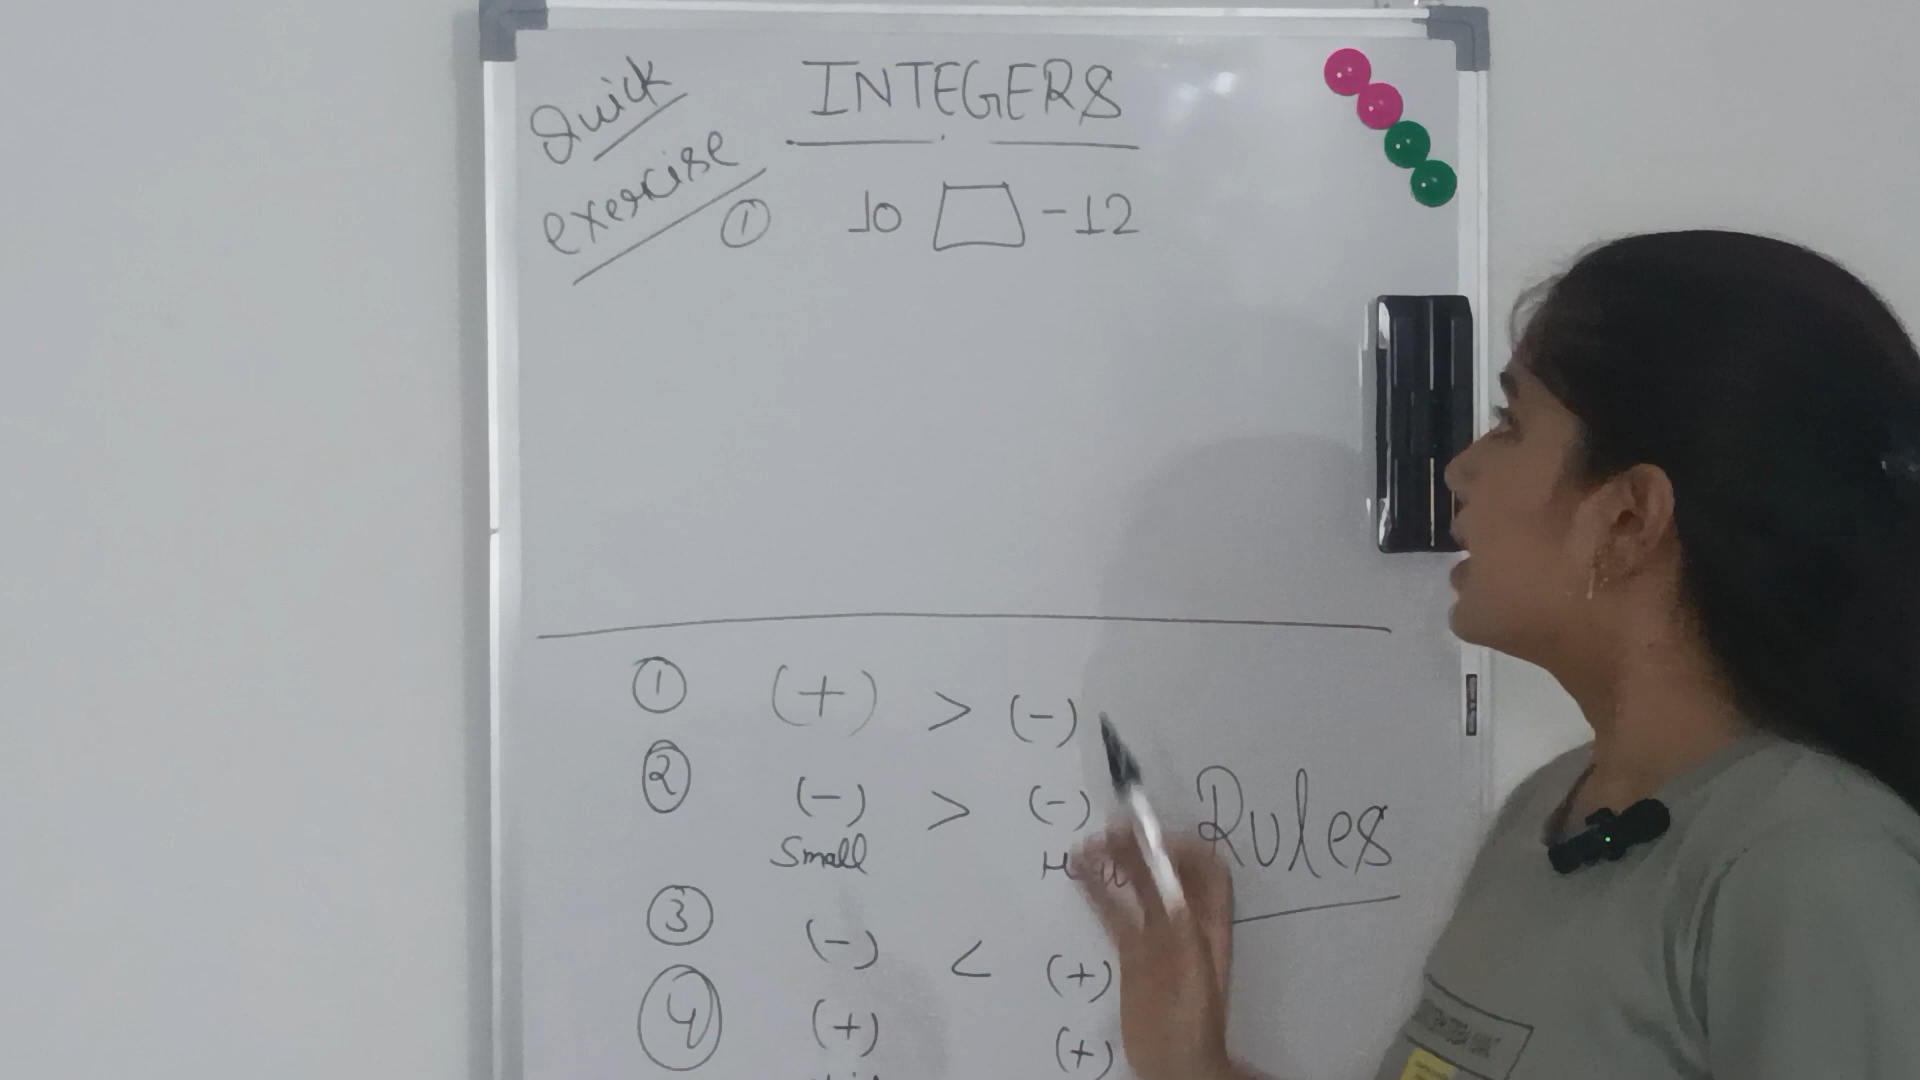 Quick
exercise
INTEGERS
① 10 □ -12
① (+) > (-)
② (-) > (-)
Small
Rules
③ (-) < (+)
④ (+) (+)